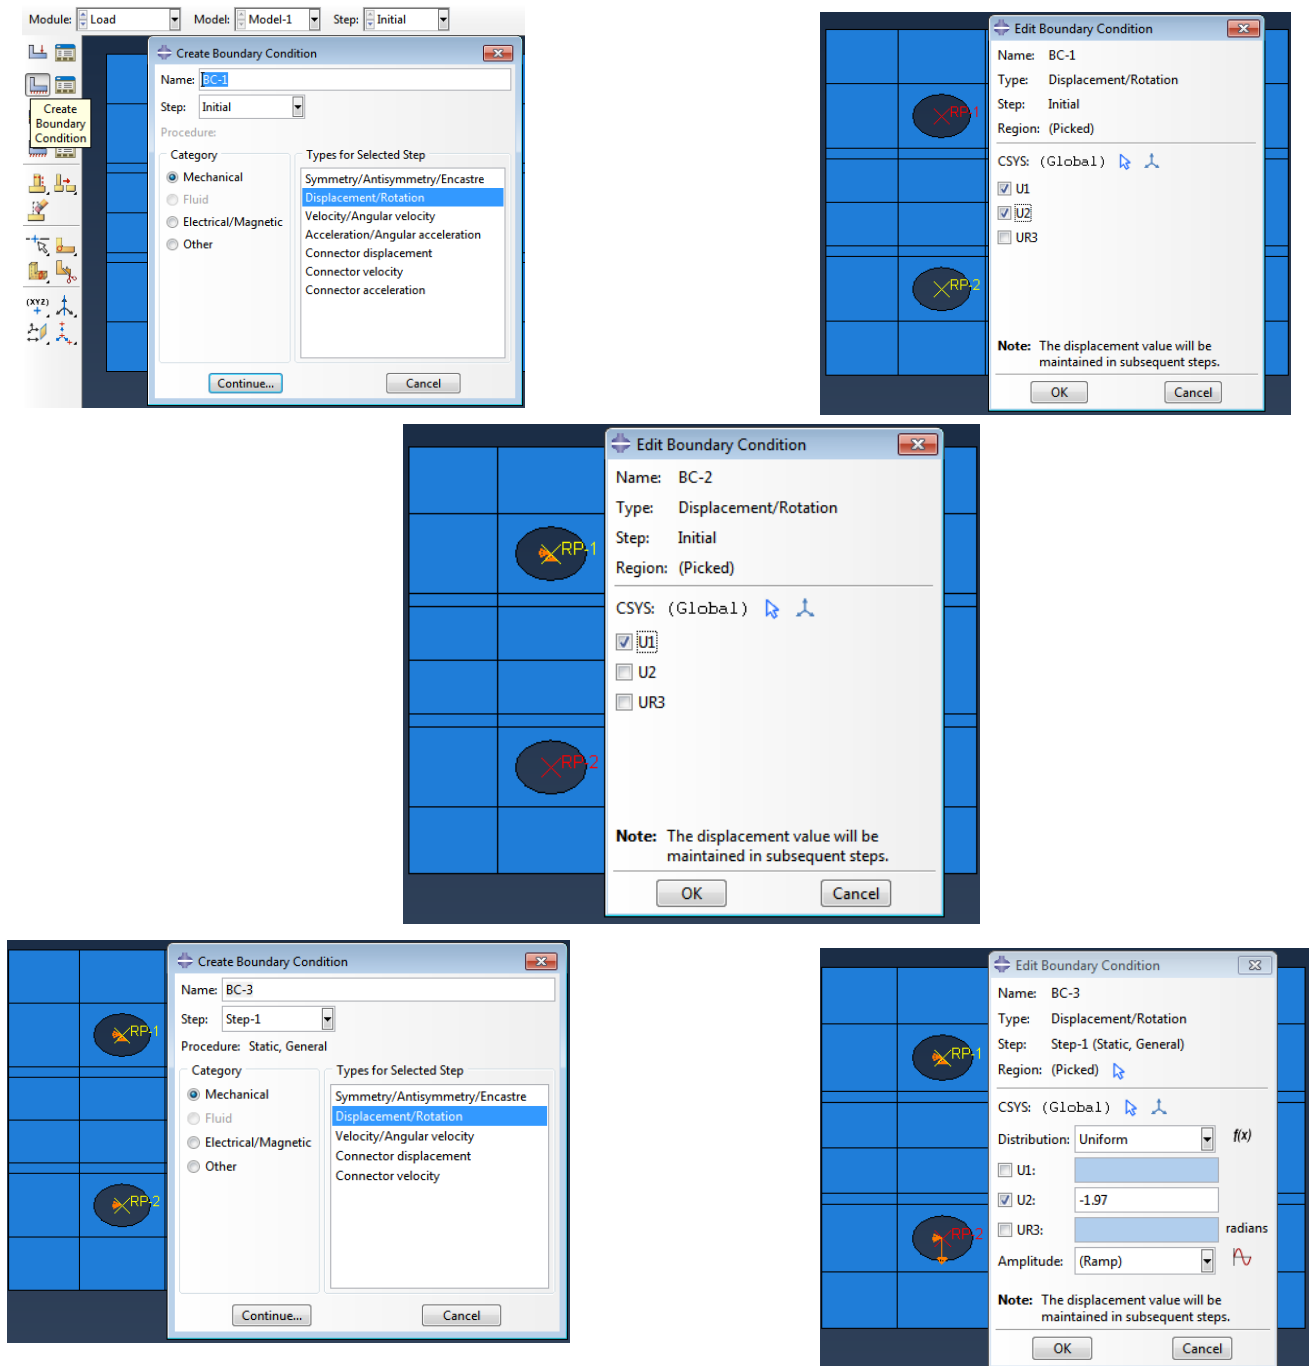 Module: Load Model: Model-1 Step: Initial
Create Boundary Condition
Name: BC-1
Step: Initial
Procedure:
Category
Mechanical
Fluid
Electrical/Magnetic
Other
Types for Selected Step
Symmetry/Antisymmetry/Encastre
Displacement/Rotation
Velocity/Angular velocity
Acceleration/Angular acceleration
Connector displacement
Connector velocity
Connector acceleration
Continue...
Cancel
Create
Boundary
Condition
(XYZ)
Edit Boundary Condition
Name: BC-1
Type: Displacement/Rotation
Step: Initial
Region: (Picked)
CSYS: (Global)
U1
U2
UR3
Note: The displacement value will be
maintained in subsequent steps.
OK
Cancel
RP-1
RP-2
Edit Boundary Condition
Name: BC-2
Type: Displacement/Rotation
Step: Initial
Region: (Picked)
CSYS: (Global)
U1
U2
UR3
Note: The displacement value will be
maintained in subsequent steps.
OK
Cancel
RP-1
RP-2
Create Boundary Condition
Name: BC-3
Step: Step-1
Procedure: Static, General
Category
Mechanical
Fluid
Electrical/Magnetic
Other
Types for Selected Step
Symmetry/Antisymmetry/Encastre
Displacement/Rotation
Velocity/Angular velocity
Connector displacement
Connector velocity
Continue...
Cancel
RP-1
RP-2
Edit Boundary Condition
Name: BC-3
Type: Displacement/Rotation
Step: Step-1 (Static, General)
Region: (Picked)
CSYS: (Global)
Distribution: Uniform f(x)
U1:
U2: -1.97
UR3: radians
Amplitude: (Ramp)
Note: The displacement value will be
maintained in subsequent steps.
OK
Cancel
RP-1
RP-2